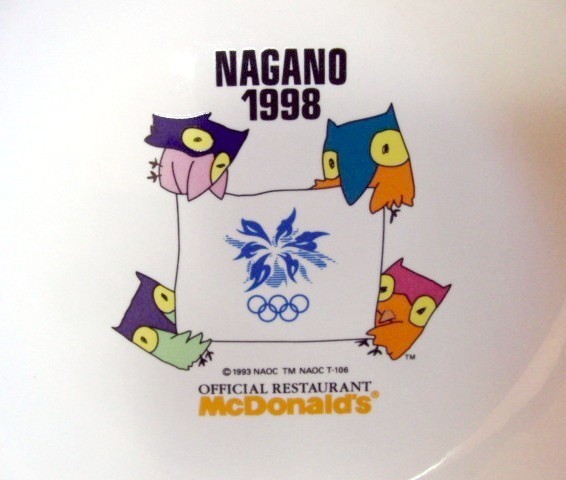 NAGANO
1998
©1993 NAOC TM NAOC T-106
TM
OFFICIAL RESTAURANT
McDonald's®